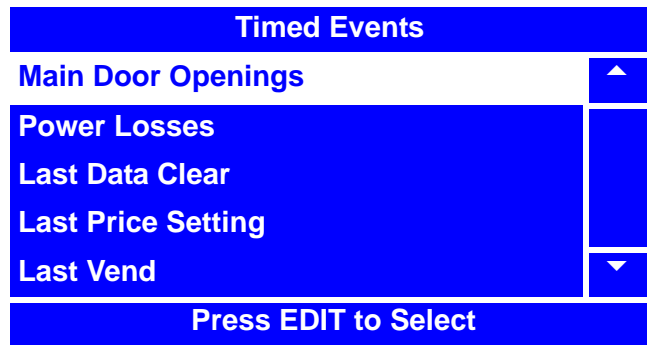 Timed Events
Main Door Openings
Power Losses
Last Data Clear
Last Price Setting
Last Vend
Press EDIT to Select